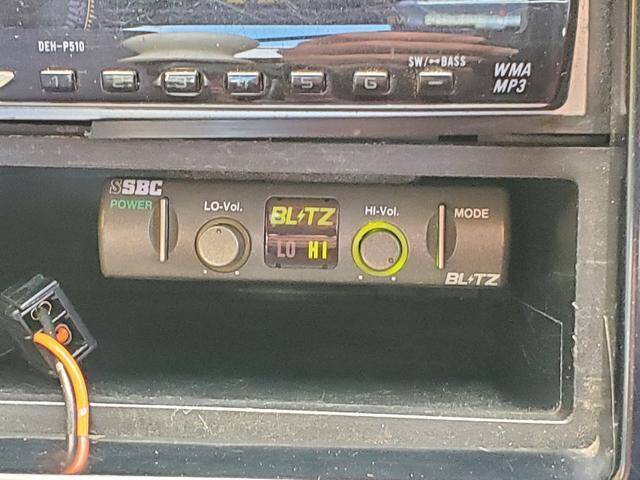 DEH-P510
SW/ BASS
1 2 3 4 5 6 -
WMA
MP3
SSBC
POWER
LO-Vol.
BLITZ
LO HI
HI-Vol.
MODE
BLITZ